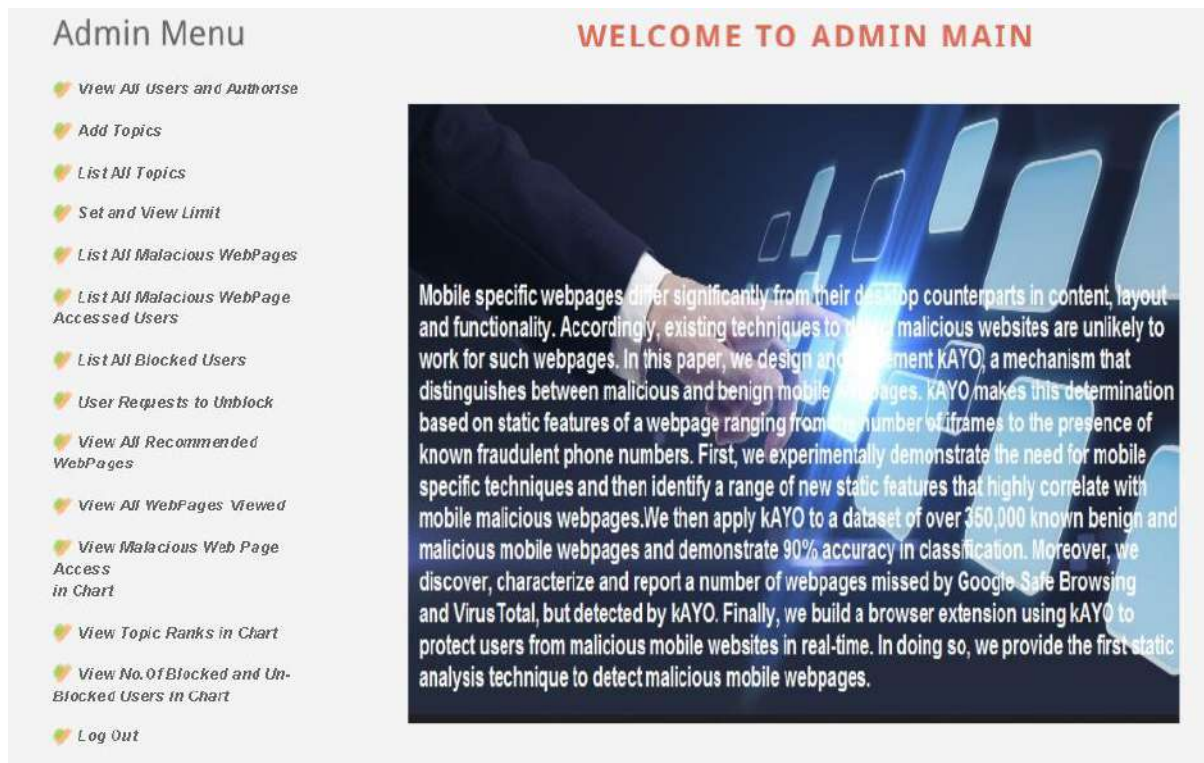 Admin Menu
View All Users and Authorise
Add Topics
List All Topics
Set and View Limit
List All Malacious WebPages
List All Malacious WebPage
Accessed Users
List All Blocked Users
User Requests to Unblock
View All Recommended
WebPages
View All WebPages Viewed
View Malacious Web Page
Access
in Chart
View Topic Ranks in Chart
View No.Of Blocked and Un-
Blocked Users in Chart
Log Out
WELCOME TO ADMIN MAIN
Mobile specific webpages differ significantly from their desktop counterparts in content, layout
and functionality. Accordingly, existing techniques to detect malicious websites are unlikely to
work for such webpages. In this paper, we design and implement kAYO, a mechanism that
distinguishes between malicious and benign mobile webpages. kAYO makes this determination
based on static features of a webpage ranging from the number of iframes to the presence of
known fraudulent phone numbers. First, we experimentally demonstrate the need for mobile
specific techniques and then identify a range of new static features that highly correlate with
mobile malicious webpages.We then apply kAYO to a dataset of over 350,000 known benign and
malicious mobile webpages and demonstrate 90% accuracy in classification. Moreover, we
discover, characterize and report a number of webpages missed by Google Safe Browsing
and VirusTotal, but detected by kAYO. Finally, we build a browser extension using kAYO to
protect users from malicious mobile websites in real-time. In doing so, we provide the first static
analysis technique to detect malicious mobile webpages.